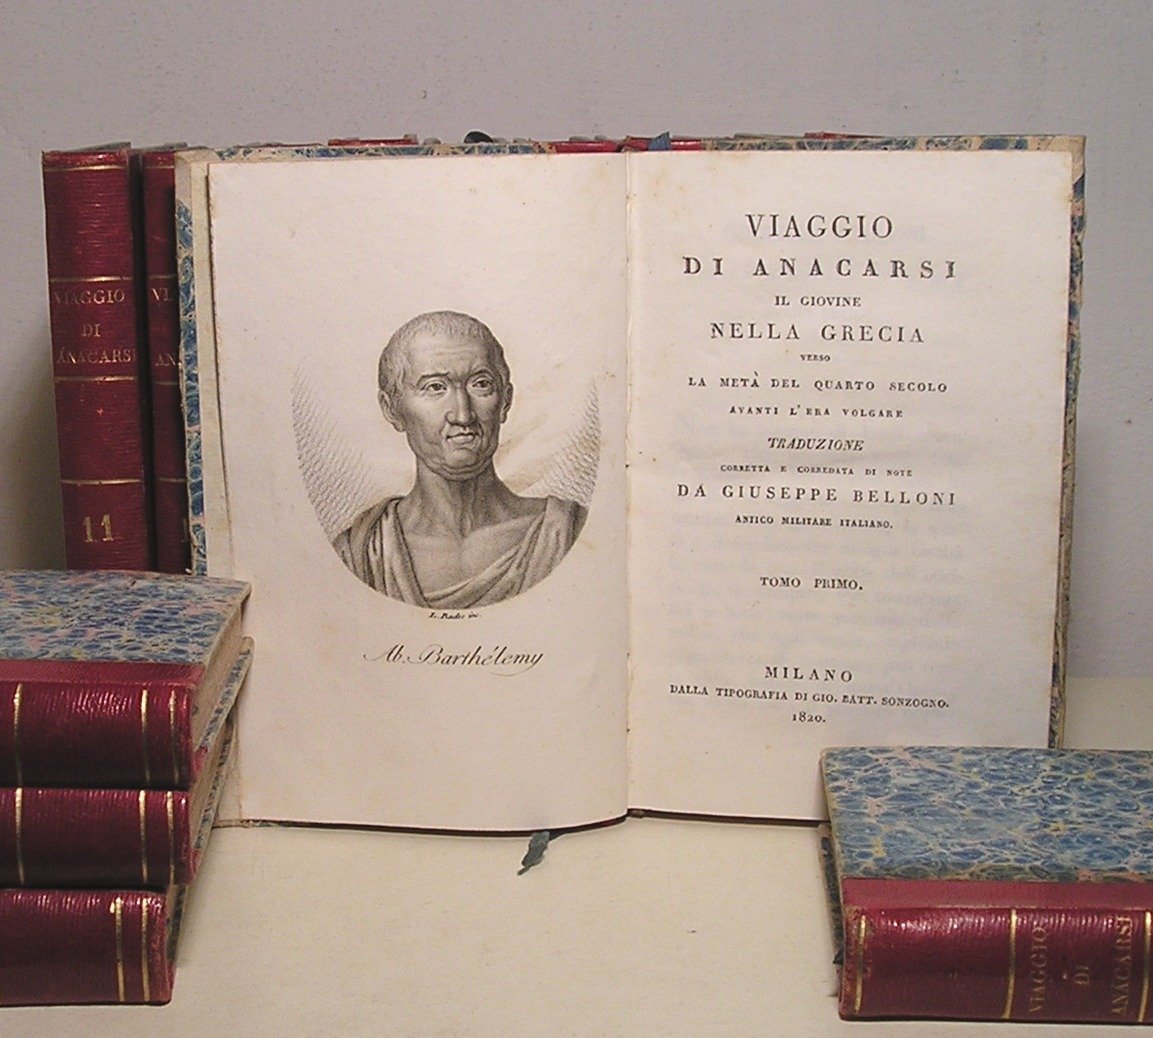 VIAGGIO
DI
ANACARSI
11
L. Rados inc.
Ab. Barthélemy
VIAGGIO
DI ANACARSI
IL GIOVINE
NELLA GRECIA
VERSO
LA METÀ DEL QUARTO SECOLO
AVANTI L'ERA VOLGARE
TRADUZIONE
CORRETTA E CORREDATA DI NOTE
DA GIUSEPPE BELLONI
ANTICO MILITARE ITALIANO.
TOMO PRIMO.
MILANO
DALLA TIPOGRAFIA DI GIO. BATT. SONZOGNO.
1820.
VIAGGIO
DI
ANACARSI